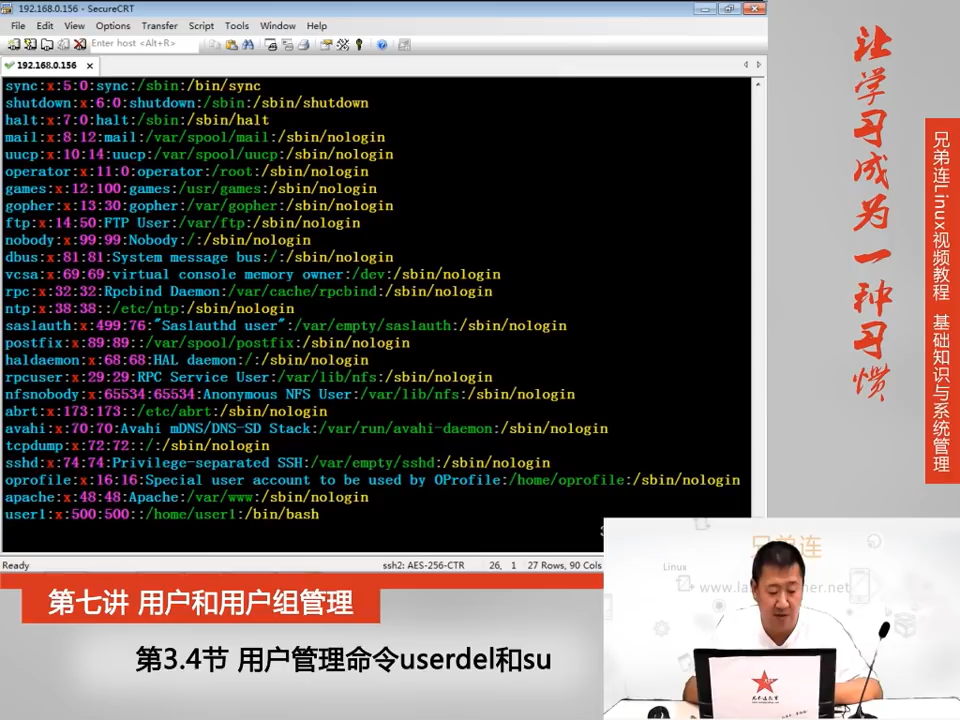 192.168.0.156 - SecureCRT
File Edit View Options Transfer Script Tools Window Help
Enter host <Alt+R>
192.168.0.156
sync:x:5:0:sync:/sbin:/bin/sync
shutdown:x:6:0:shutdown:/sbin:/sbin/shutdown
halt:x:7:0:halt:/sbin:/sbin/halt
mail:x:8:12:mail:/var/spool/mail:/sbin/nologin
uucp:x:10:14:uucp:/var/spool/uucp:/sbin/nologin
operator:x:11:0:operator:/root:/sbin/nologin
games:x:12:100:games:/usr/games:/sbin/nologin
gopher:x:13:30:gopher:/var/gopher:/sbin/nologin
ftp:x:14:50:FTP User:/var/ftp:/sbin/nologin
nobody:x:99:99:Nobody:/:/sbin/nologin
dbus:x:81:81:System message bus:/:/sbin/nologin
vcsa:x:69:69:virtual console memory owner:/dev:/sbin/nologin
rpc:x:32:32:Rpcbind Daemon:/var/cache/rpcbind:/sbin/nologin
ntp:x:38:38::/etc/ntp:/sbin/nologin
saslauth:x:499:76:"Saslauthd user":/var/empty/saslauth:/sbin/nologin
postfix:x:89:89::/var/spool/postfix:/sbin/nologin
haldaemon:x:68:68:HAL daemon:/:/sbin/nologin
rpcuser:x:29:29:RPC Service User:/var/lib/nfs:/sbin/nologin
nfsnobody:x:65534:65534:Anonymous NFS User:/var/lib/nfs:/sbin/nologin
abrt:x:173:173::/etc/abrt:/sbin/nologin
avahi:x:70:70:Avahi mDNS/DNS-SD Stack:/var/run/avahi-daemon:/sbin/nologin
tcpdump:x:72:72::/:/sbin/nologin
sshd:x:74:74:Privilege-separated SSH:/var/empty/sshd:/sbin/nologin
oprofile:x:16:16:Special user account to be used by OProfile:/home/oprofile:/sbin/nologin
apache:x:48:48:Apache:/var/www:/sbin/nologin
user1:x:500:500::/home/user1:/bin/bash
Ready ssh2: AES-256-CTR 26, 1 27 Rows, 90 Cols
让学习成为一种习惯
兄弟连Linux视频教程 基础知识与系统管理
兄弟连
Linux
第七讲 用户和用户组管理
第3.4节 用户管理命令userdel和su